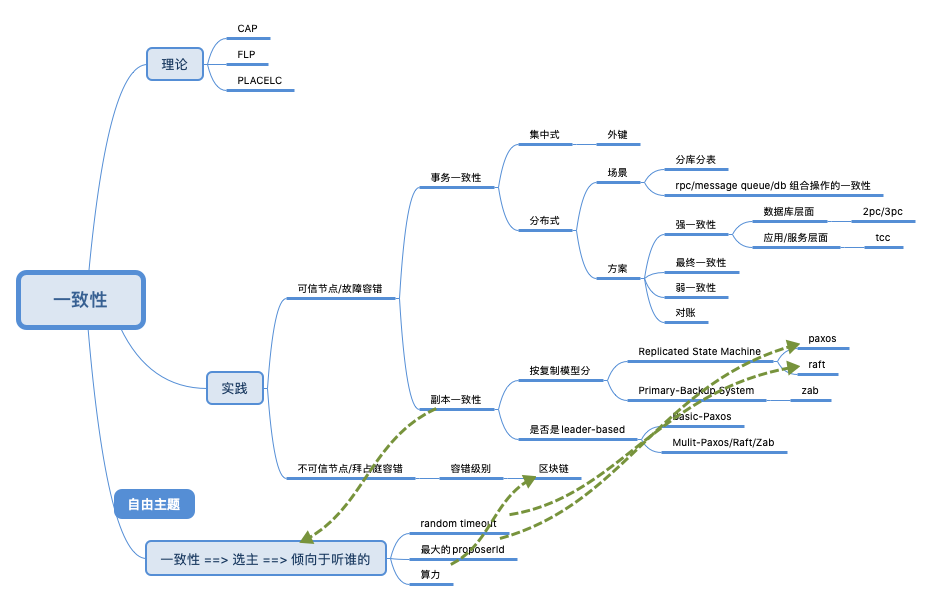 一致性
理论
CAP
FLP
PLACELC
实践
可信节点/故障容错
事务一致性
集中式
外键
分布式
场景
分库分表
rpc/message queue/db 组合操作的一致性
方案
强一致性
数据库层面
2pc/3pc
应用/服务层面
tcc
最终一致性
弱一致性
对账
副本一致性
按复制模型分
Replicated State Machine
paxos
raft
Primary-Backup System
zab
是否是leader-based
Basic-Paxos
Mulit-Paxos/Raft/Zab
不可信节点/拜占庭容错
容错级别
区块链
自由主题
一致性 ==> 选主 ==> 倾向于听谁的
random timeout
最大的proposerId
算力